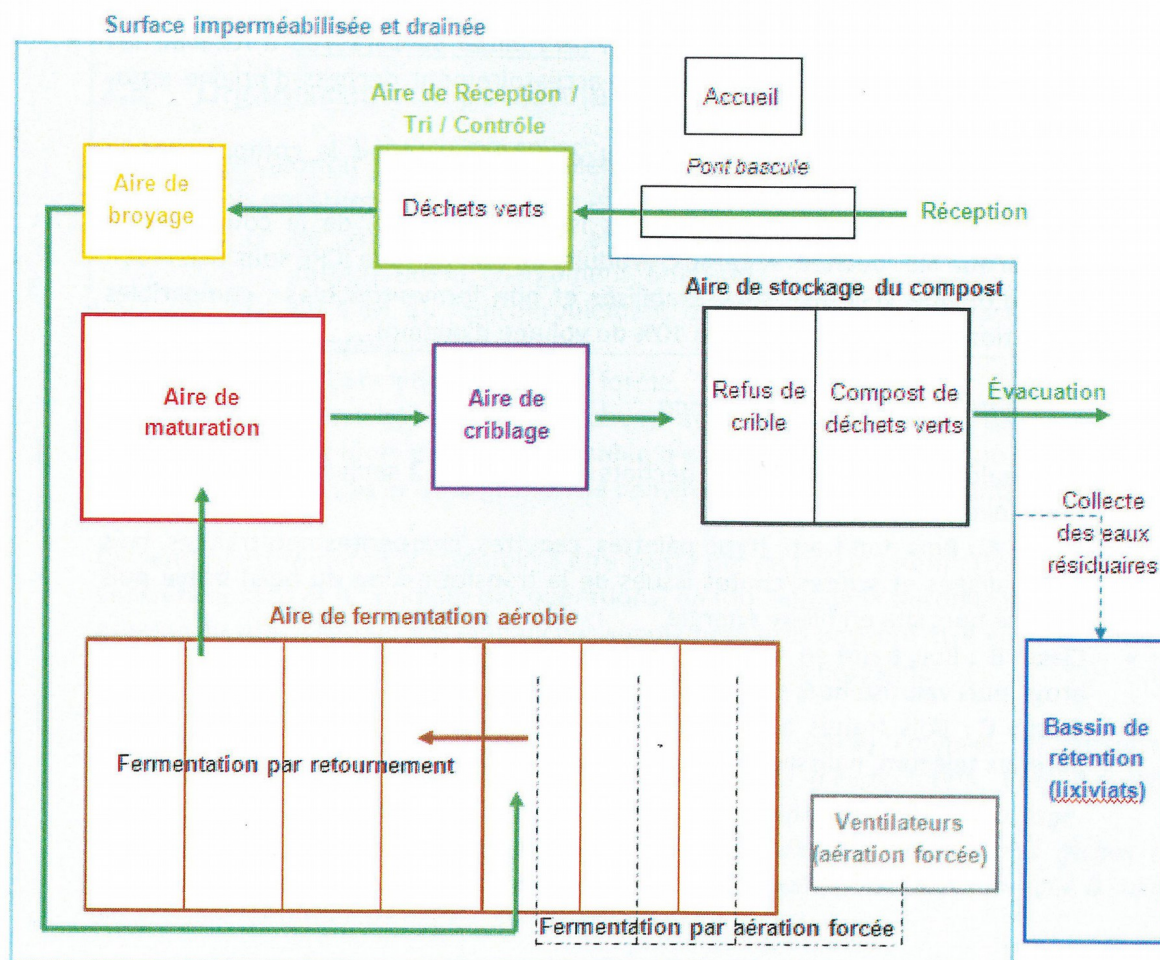 Surface imperméabilisée et drainée
Aire de Réception /
Tri / Contrôle
Accueil
Pont bascule
Aire de
broyage
Déchets verts
Réception
Aire de stockage du compost
Aire de
maturation
Aire de
criblage
Refus de
crible
Compost de
déchets verts
Évacuation
Collecte
des eaux
résiduaires
Aire de fermentation aérobie
Fermentation par retournement
Bassin de
rétention
(lixiviats)
Ventilateurs
(aération forcée)
Fermentation par aération forcée